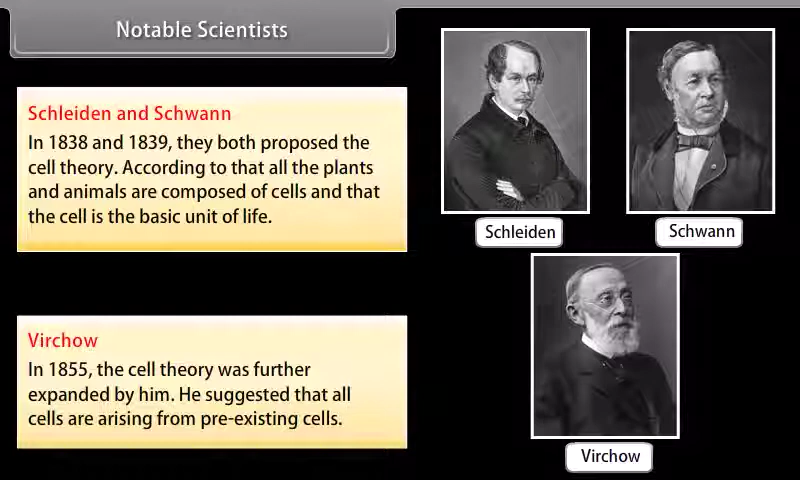 Notable Scientists
Schleiden and Schwann
In 1838 and 1839, they both proposed the
cell theory. According to that all the plants
and animals are composed of cells and that
the cell is the basic unit of life.
Schleiden
Schwann
Virchow
In 1855, the cell theory was further
expanded by him. He suggested that all
cells are arising from pre-existing cells.
Virchow